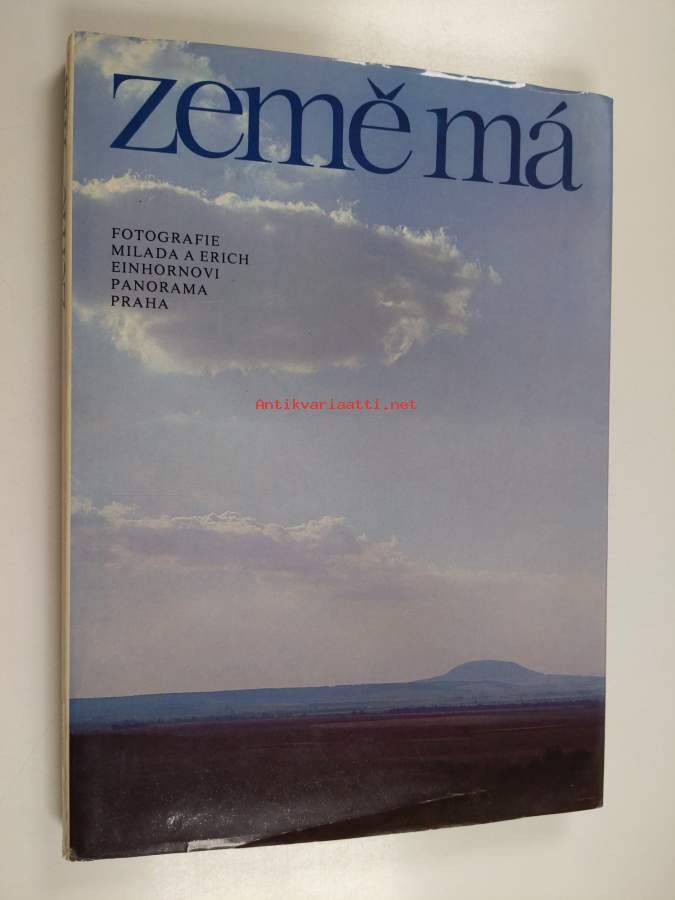 země má
FOTOGRAFIE
MILADA A ERICH
EINHORNOVI
PANORAMA
PRAHA
Antikvariaatti.net